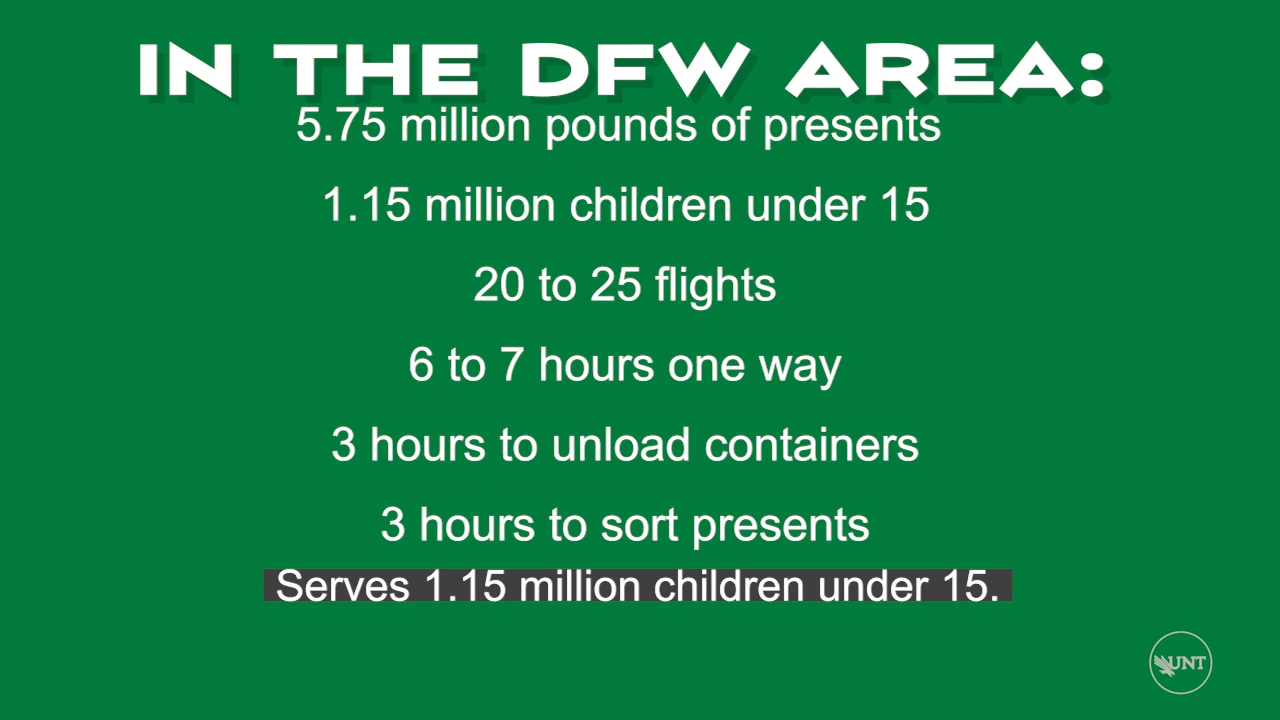 IN THE DFW AREA:
5.75 million pounds of presents
1.15 million children under 15
20 to 25 flights
6 to 7 hours one way
3 hours to unload containers
3 hours to sort presents
Serves 1.15 million children under 15.
UNT